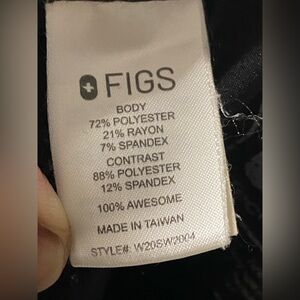 FIGS
BODY
72% POLYESTER
21% RAYON
7% SPANDEX
CONTRAST
88% POLYESTER
12% SPANDEX
100% AWESOME
MADE IN TAIWAN
STYLE#: W20SW2004